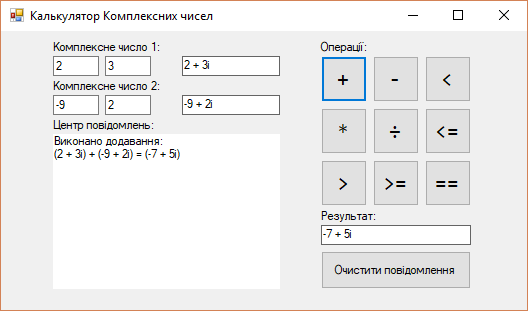 Калькулятор Комплексних чисел
Комплексне число 1:
2 3 2 + 3i
Комплексне число 2:
-9 2 -9 + 2i
Центр повідомлень:
Виконано додавання:
(2 + 3i) + (-9 + 2i) = (-7 + 5i)
Операції:
+ - <
* ÷ <=
> >= ==
Результат:
-7 + 5i
Очистити повідомлення